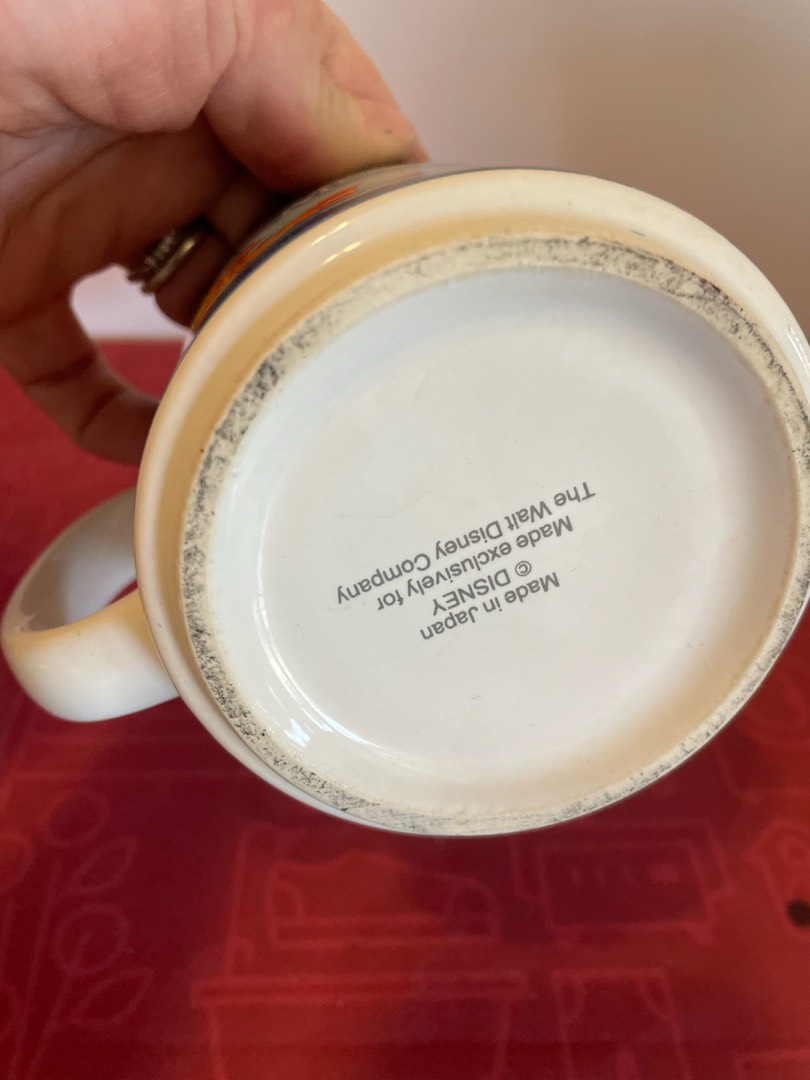 Made in Japan
© DISNEY
Made exclusively for
The Walt Disney Company